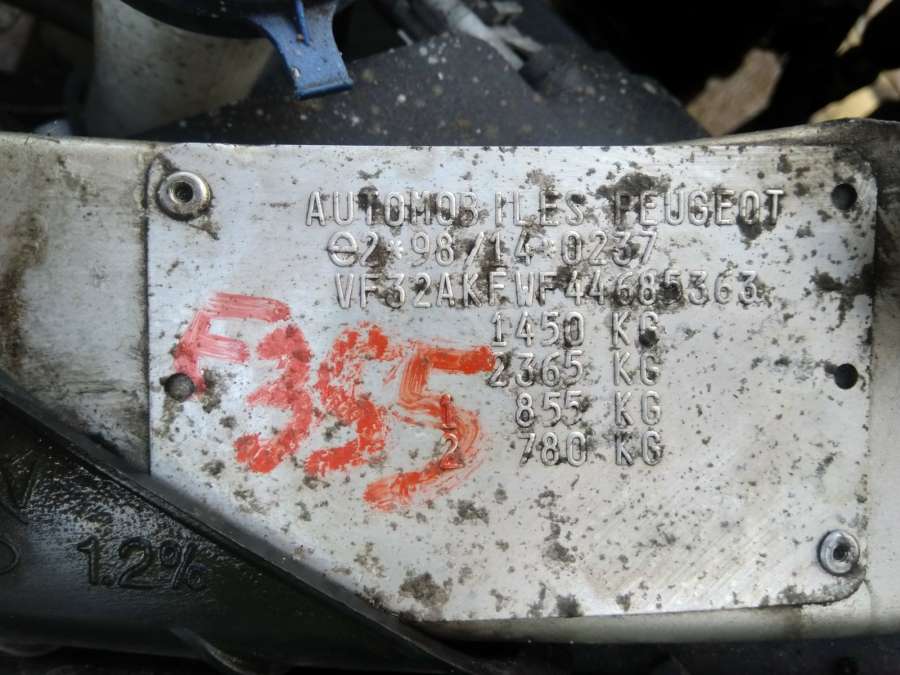 AUTOMOBILES PEUGEOT
e2*98/14*0237
VF32AKFWF44685363
1450 KG
2365 KG
1 855 KG
2 780 KG
F355
1.2%